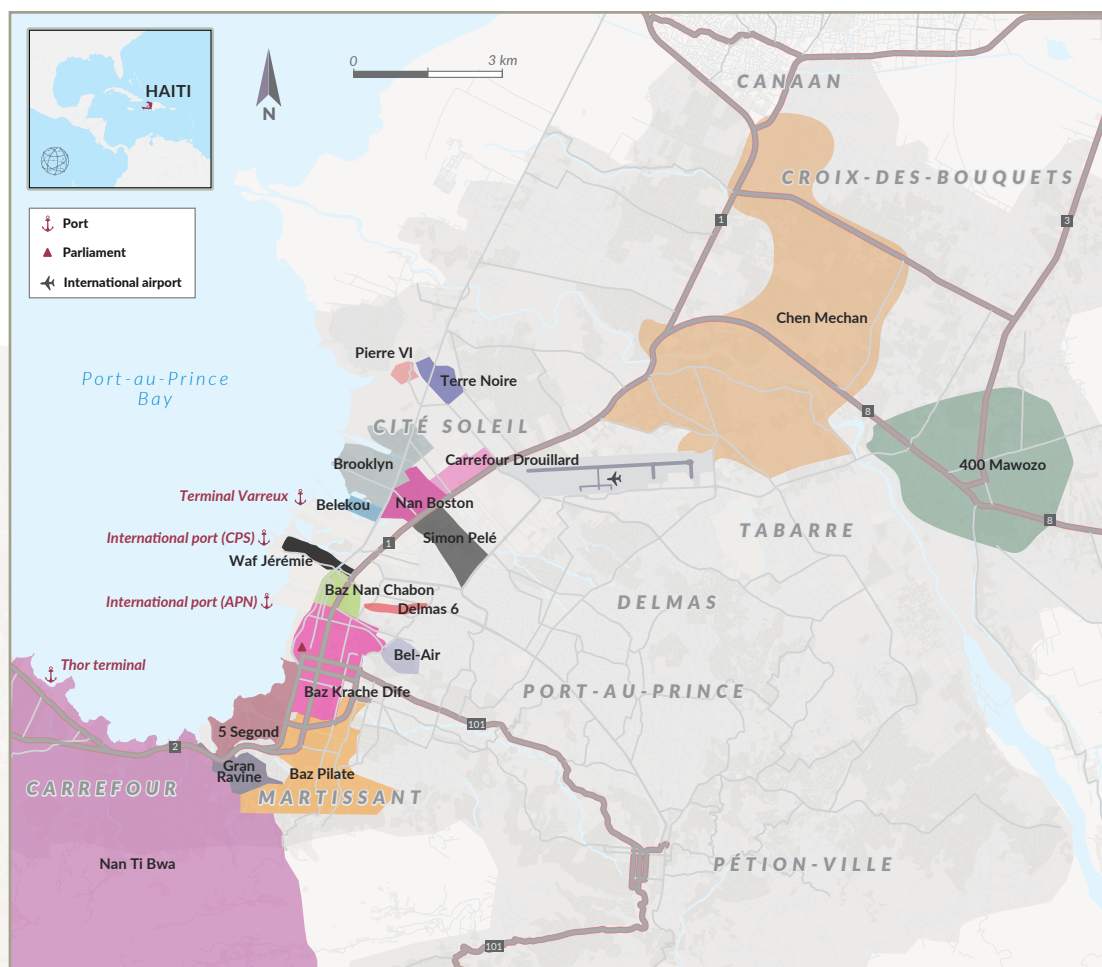 HAITI
0
3 km
N
Port
Parliament
International airport
CANAAN
CROIX-DES-BOUQUETS
1
3
Chen Mechan
Pierre VI
Terre Noire
Port-au-Prince
Bay
8
CITÉ SOLEIL
Brooklyn
Carrefour Drouillard
400 Mawozo
Terminal Varreux
Belekou
Nan Boston
8
TABARRE
International port (CPS)
Simon Pelé
1
Waf Jérémie
Baz Nan Chabon
International port (APN)
Delmas 6
DELMAS
Bel-Air
Thor terminal
Baz Krache Dife
PORT-AU-PRINCE
101
5 Segond
2
Gran
Ravine
Baz Pilate
CARREFOUR
MARTISSANT
Nan Ti Bwa
PÉTION-VILLE
101